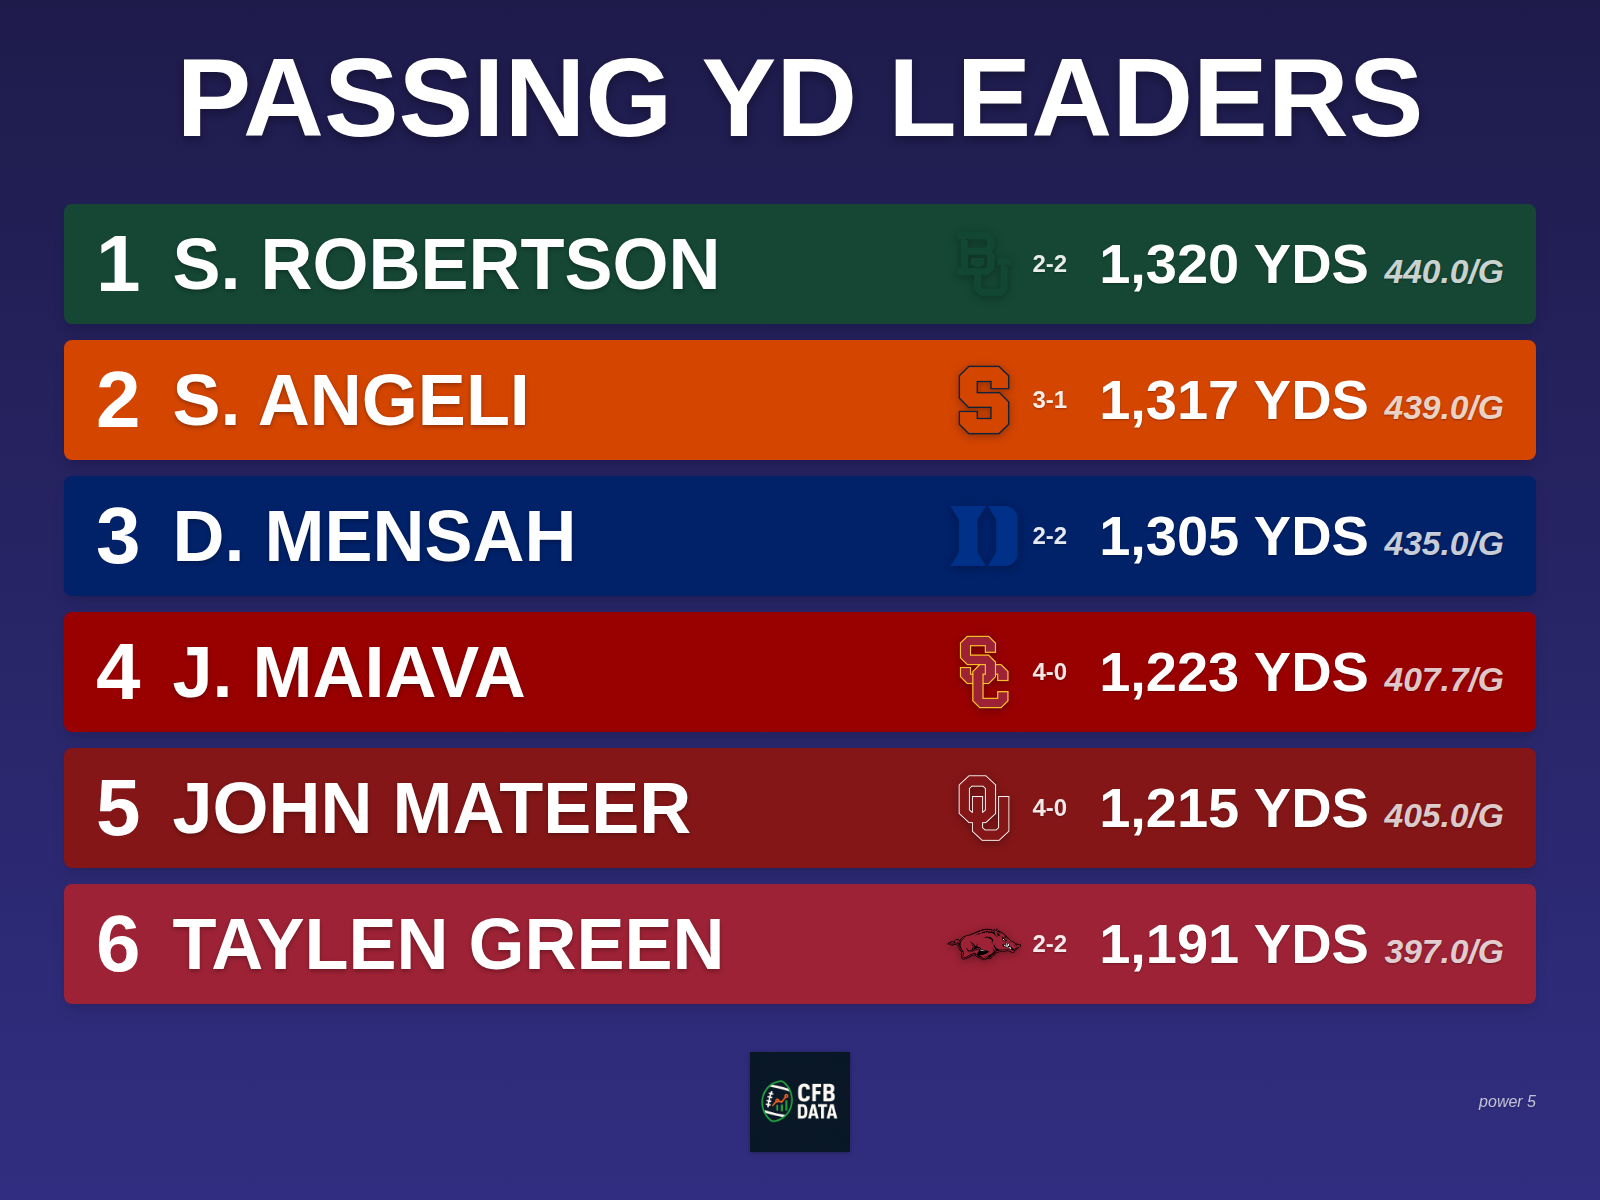 PASSING YD LEADERS
1 S. ROBERTSON BU 2-2 1,320 YDS 440.0/G
2 S. ANGELI S 3-1 1,317 YDS 439.0/G
3 D. MENSAH D 2-2 1,305 YDS 435.0/G
4 J. MAIAVA SC 4-0 1,223 YDS 407.7/G
5 JOHN MATEER OU 4-0 1,215 YDS 405.0/G
6 TAYLEN GREEN 2-2 1,191 YDS 397.0/G
CFB
DATA
power 5